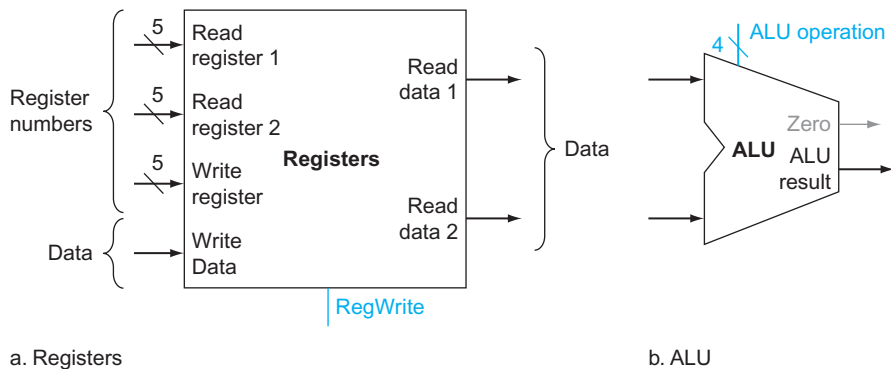 5
Read
register 1
5
Read
register 2
5
Write
register
Write
Data
Register
numbers
Data
Registers
Read
data 1
Read
data 2
Data
RegWrite
4
ALU operation
Zero
ALU
ALU
result
a. Registers
b. ALU